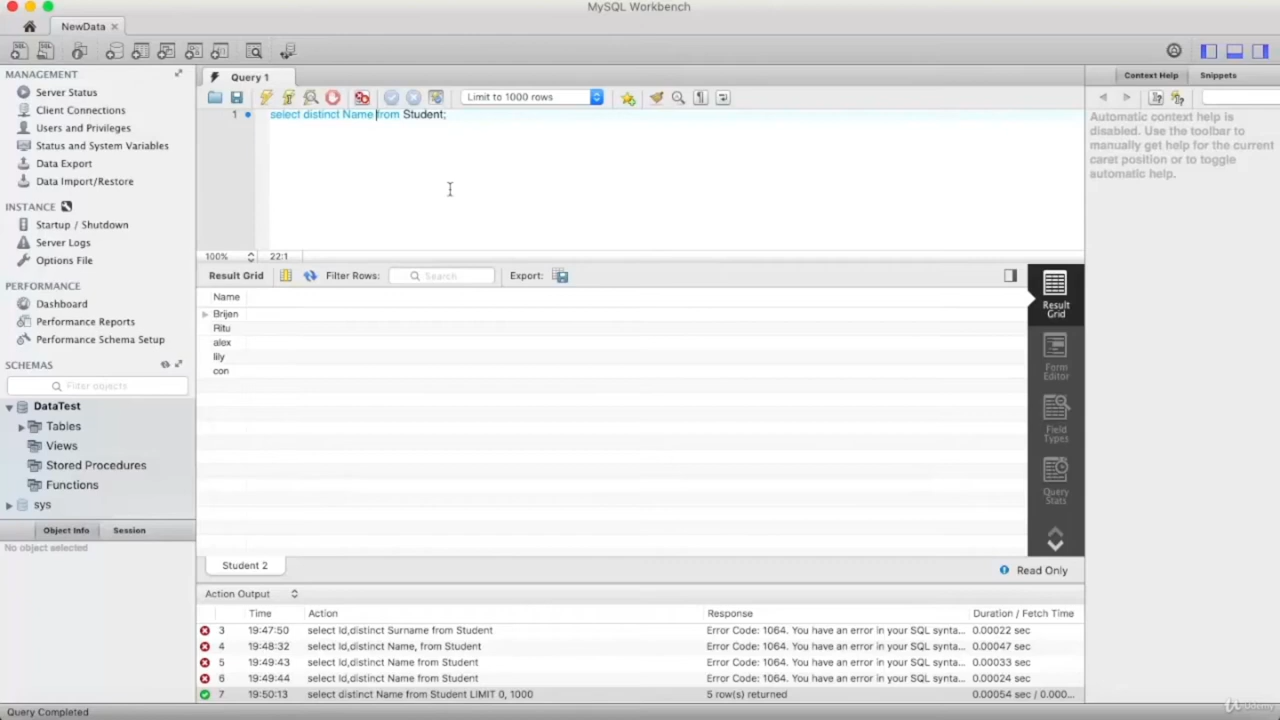 MySQL Workbench
NewData
MANAGEMENT
Server Status
Client Connections
Users and Privileges
Status and System Variables
Data Export
Data Import/Restore
INSTANCE
Startup / Shutdown
Server Logs
Options File
PERFORMANCE
Dashboard
Performance Reports
Performance Schema Setup
SCHEMAS
Filter objects
DataTest
Tables
Views
Stored Procedures
Functions
sys
Object Info Session
No object selected
Query 1
Limit to 1000 rows
1 select distinct Name from Student;
100% 22:1
Result Grid Filter Rows: Search Export:
Name
Brijen
Ritu
alex
lily
con
Result Grid
Form Editor
Field Types
Query Stats
Student 2
Read Only
Context Help Snippets
Automatic context help is
disabled. Use the toolbar to
manually get help for the current
caret position or to toggle
automatic help.
Action Output
Time Action Response Duration / Fetch Time
3 19:47:50 select Id,distinct Surname from Student Error Code: 1064. You have an error in your SQL synta... 0.00022 sec
4 19:48:32 select Id,distinct Name, from Student Error Code: 1064. You have an error in your SQL synta... 0.00047 sec
5 19:49:43 select Id,distinct Name from Student Error Code: 1064. You have an error in your SQL synta... 0.00033 sec
6 19:49:44 select Id,distinct Name from Student Error Code: 1064. You have an error in your SQL synta... 0.00024 sec
7 19:50:13 select distinct Name from Student LIMIT 0, 1000 5 row(s) returned 0.00054 sec / 0.000...
Query Completed
Udemy